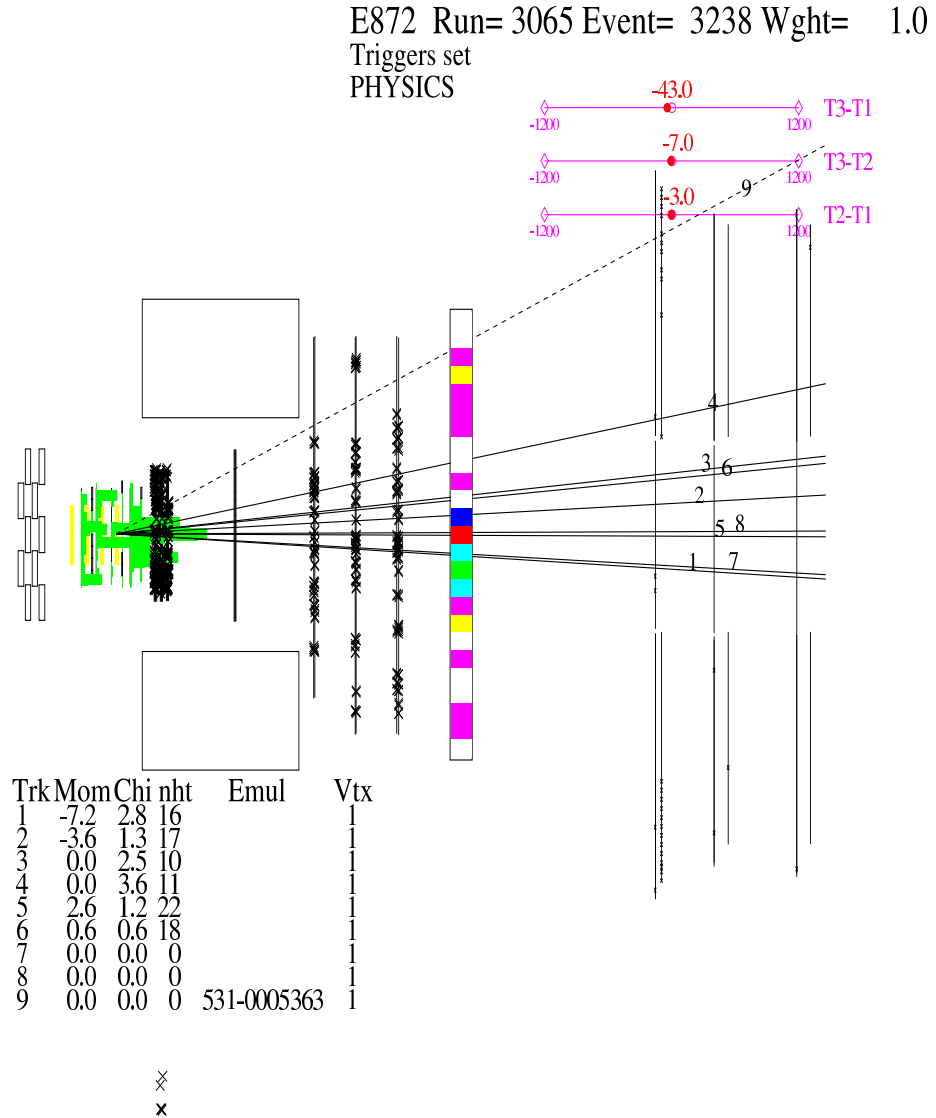 E872 Run= 3065 Event= 3238 Wght= 1.0
Triggers set
PHYSICS
-43.0
T3-T1
-1200 1200
-7.0
T3-T2
-1200 1200
9
-3.0
T2-T1
-1200 1200
4
3 6
2
5 8
1 7
Trk Mom Chi nht Emul Vtx
1 -7.2 2.8 16 1
2 -3.6 1.3 17 1
3 0.0 2.5 10 1
4 0.0 3.6 11 1
5 2.6 1.2 22 1
6 0.6 0.6 18 1
7 0.0 0.0 0 1
8 0.0 0.0 0 1
9 0.0 0.0 0 531-0005363 1